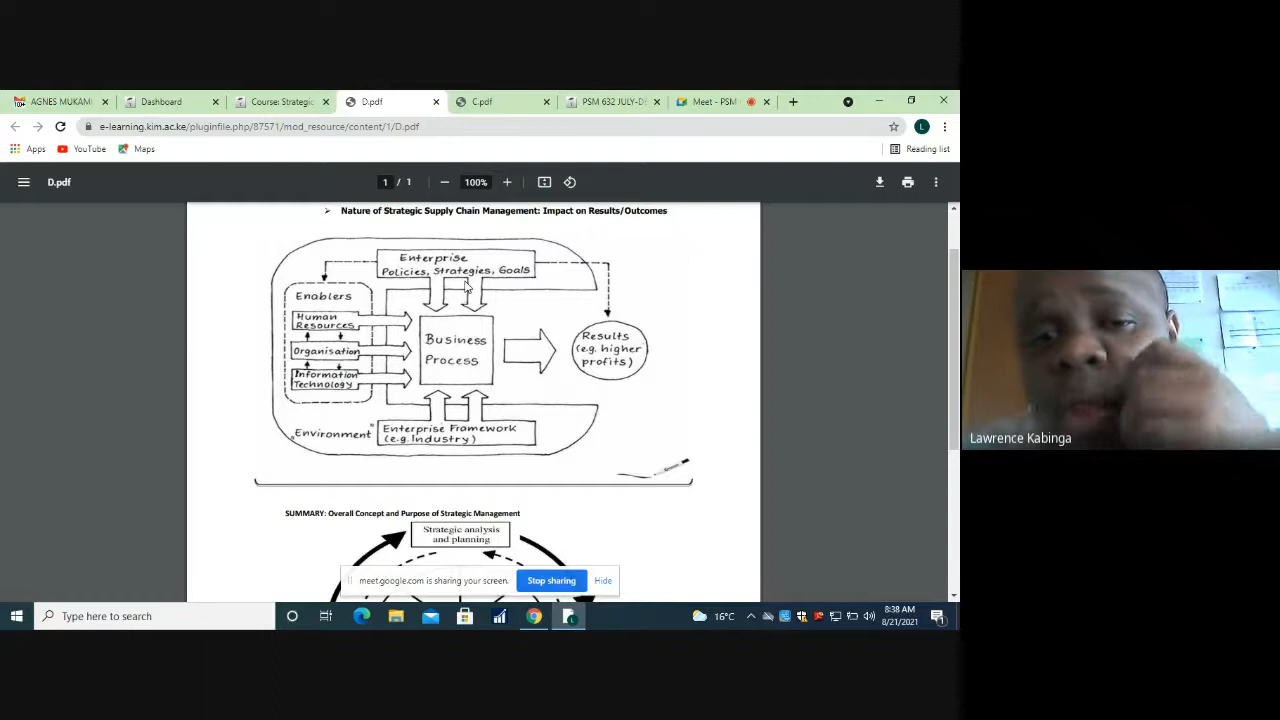 AGNES MUKAMI
Dashboard
Course: Strategic
D.pdf
C.pdf
PSM 632 JULY-DE
Meet - PSM
e-learning.kim.ac.ke/pluginfile.php/87571/mod_resource/content/1/D.pdf
L
Apps
YouTube
Maps
Reading list
D.pdf
1 / 1
100%
Nature of Strategic Supply Chain Management: Impact on Results/Outcomes
Enterprise
Policies, Strategies, Goals
Enablers
Human
Resources
Organisation
Information
Technology
Business
Process
Results
(e.g. higher
profits)
"Environment"
Enterprise Framework
(e.g. Industry)
SUMMARY: Overall Concept and Purpose of Strategic Management
Strategic analysis
and planning
meet.google.com is sharing your screen.
Stop sharing
Hide
Lawrence Kabinga
Type here to search
16°C
8:38 AM
8/21/2021
1